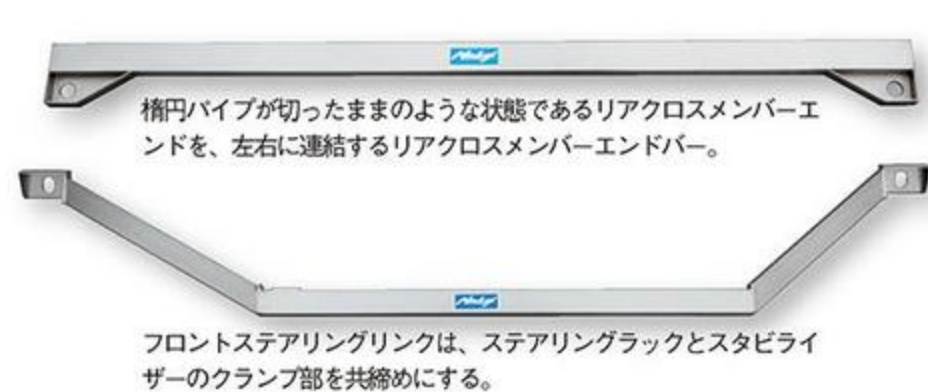 楕円パイプが切ったままのような状態であるリアクロスメンバーエ
ンドを、左右に連結するリアクロスメンバーエンドバー。
フロントステアリングリンクは、ステアリングラックとスタビライ
ザーのクランプ部を共締めにする。